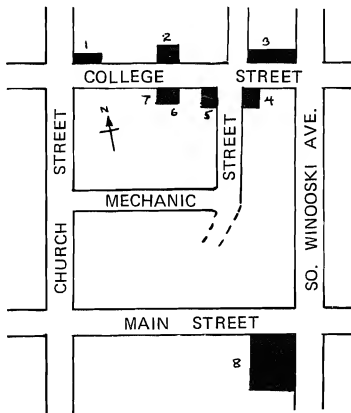 1 2 3
COLLEGE STREET
7 6 5 4
N
STREET
CHURCH
MECHANIC
STREET
SO. WINOOSKI AVE.
MAIN STREET
8